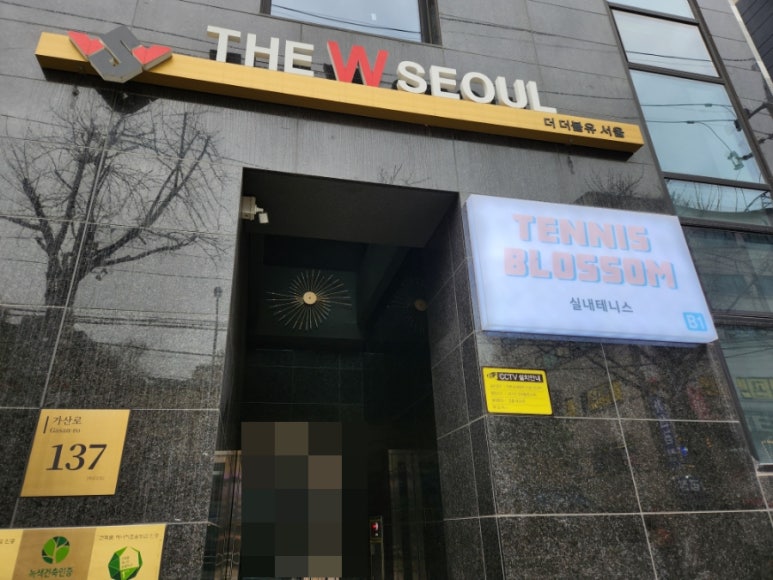 THE W SEOUL
더 더블유 서울
TENNIS
BLOSSOM
실내테니스
B1
CCTV 설치안내
가산로
Gasan-ro
137
녹색건축인증